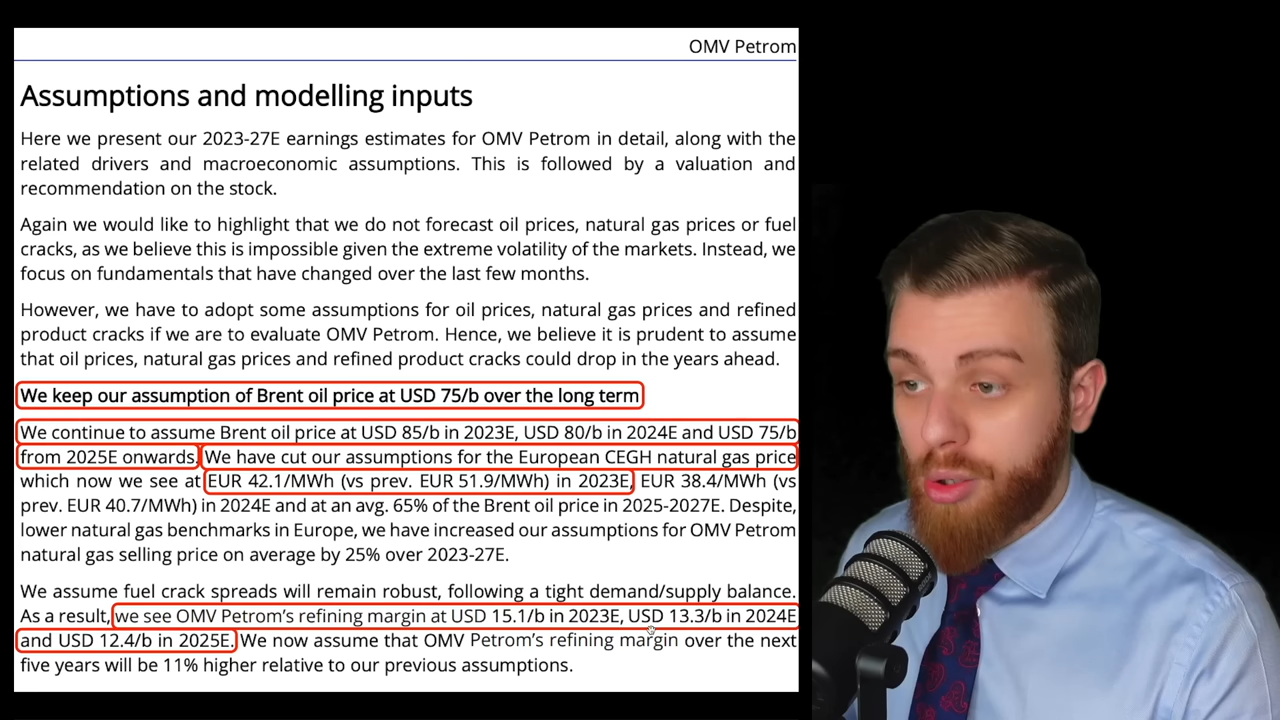 OMV Petrom
Assumptions and modelling inputs
Here we present our 2023-27E earnings estimates for OMV Petrom in detail, along with the
related drivers and macroeconomic assumptions. This is followed by a valuation and
recommendation on the stock.
Again we would like to highlight that we do not forecast oil prices, natural gas prices or fuel
cracks, as we believe this is impossible given the extreme volatility of the markets. Instead, we
focus on fundamentals that have changed over the last few months.
However, we have to adopt some assumptions for oil prices, natural gas prices and refined
product cracks if we are to evaluate OMV Petrom. Hence, we believe it is prudent to assume
that oil prices, natural gas prices and refined product cracks could drop in the years ahead.
We keep our assumption of Brent oil price at USD 75/b over the long term
We continue to assume Brent oil price at USD 85/b in 2023E, USD 80/b in 2024E and USD 75/b
from 2025E onwards. We have cut our assumptions for the European CEGH natural gas price
which now we see at EUR 42.1/MWh (vs prev. EUR 51.9/MWh) in 2023E, EUR 38.4/MWh (vs
prev. EUR 40.7/MWh) in 2024E and at an avg. 65% of the Brent oil price in 2025-2027E. Despite,
lower natural gas benchmarks in Europe, we have increased our assumptions for OMV Petrom
natural gas selling price on average by 25% over 2023-27E.
We assume fuel crack spreads will remain robust, following a tight demand/supply balance.
As a result, we see OMV Petrom's refining margin at USD 15.1/b in 2023E, USD 13.3/b in 2024E
and USD 12.4/b in 2025E. We now assume that OMV Petrom's refining margin over the next
five years will be 11% higher relative to our previous assumptions.